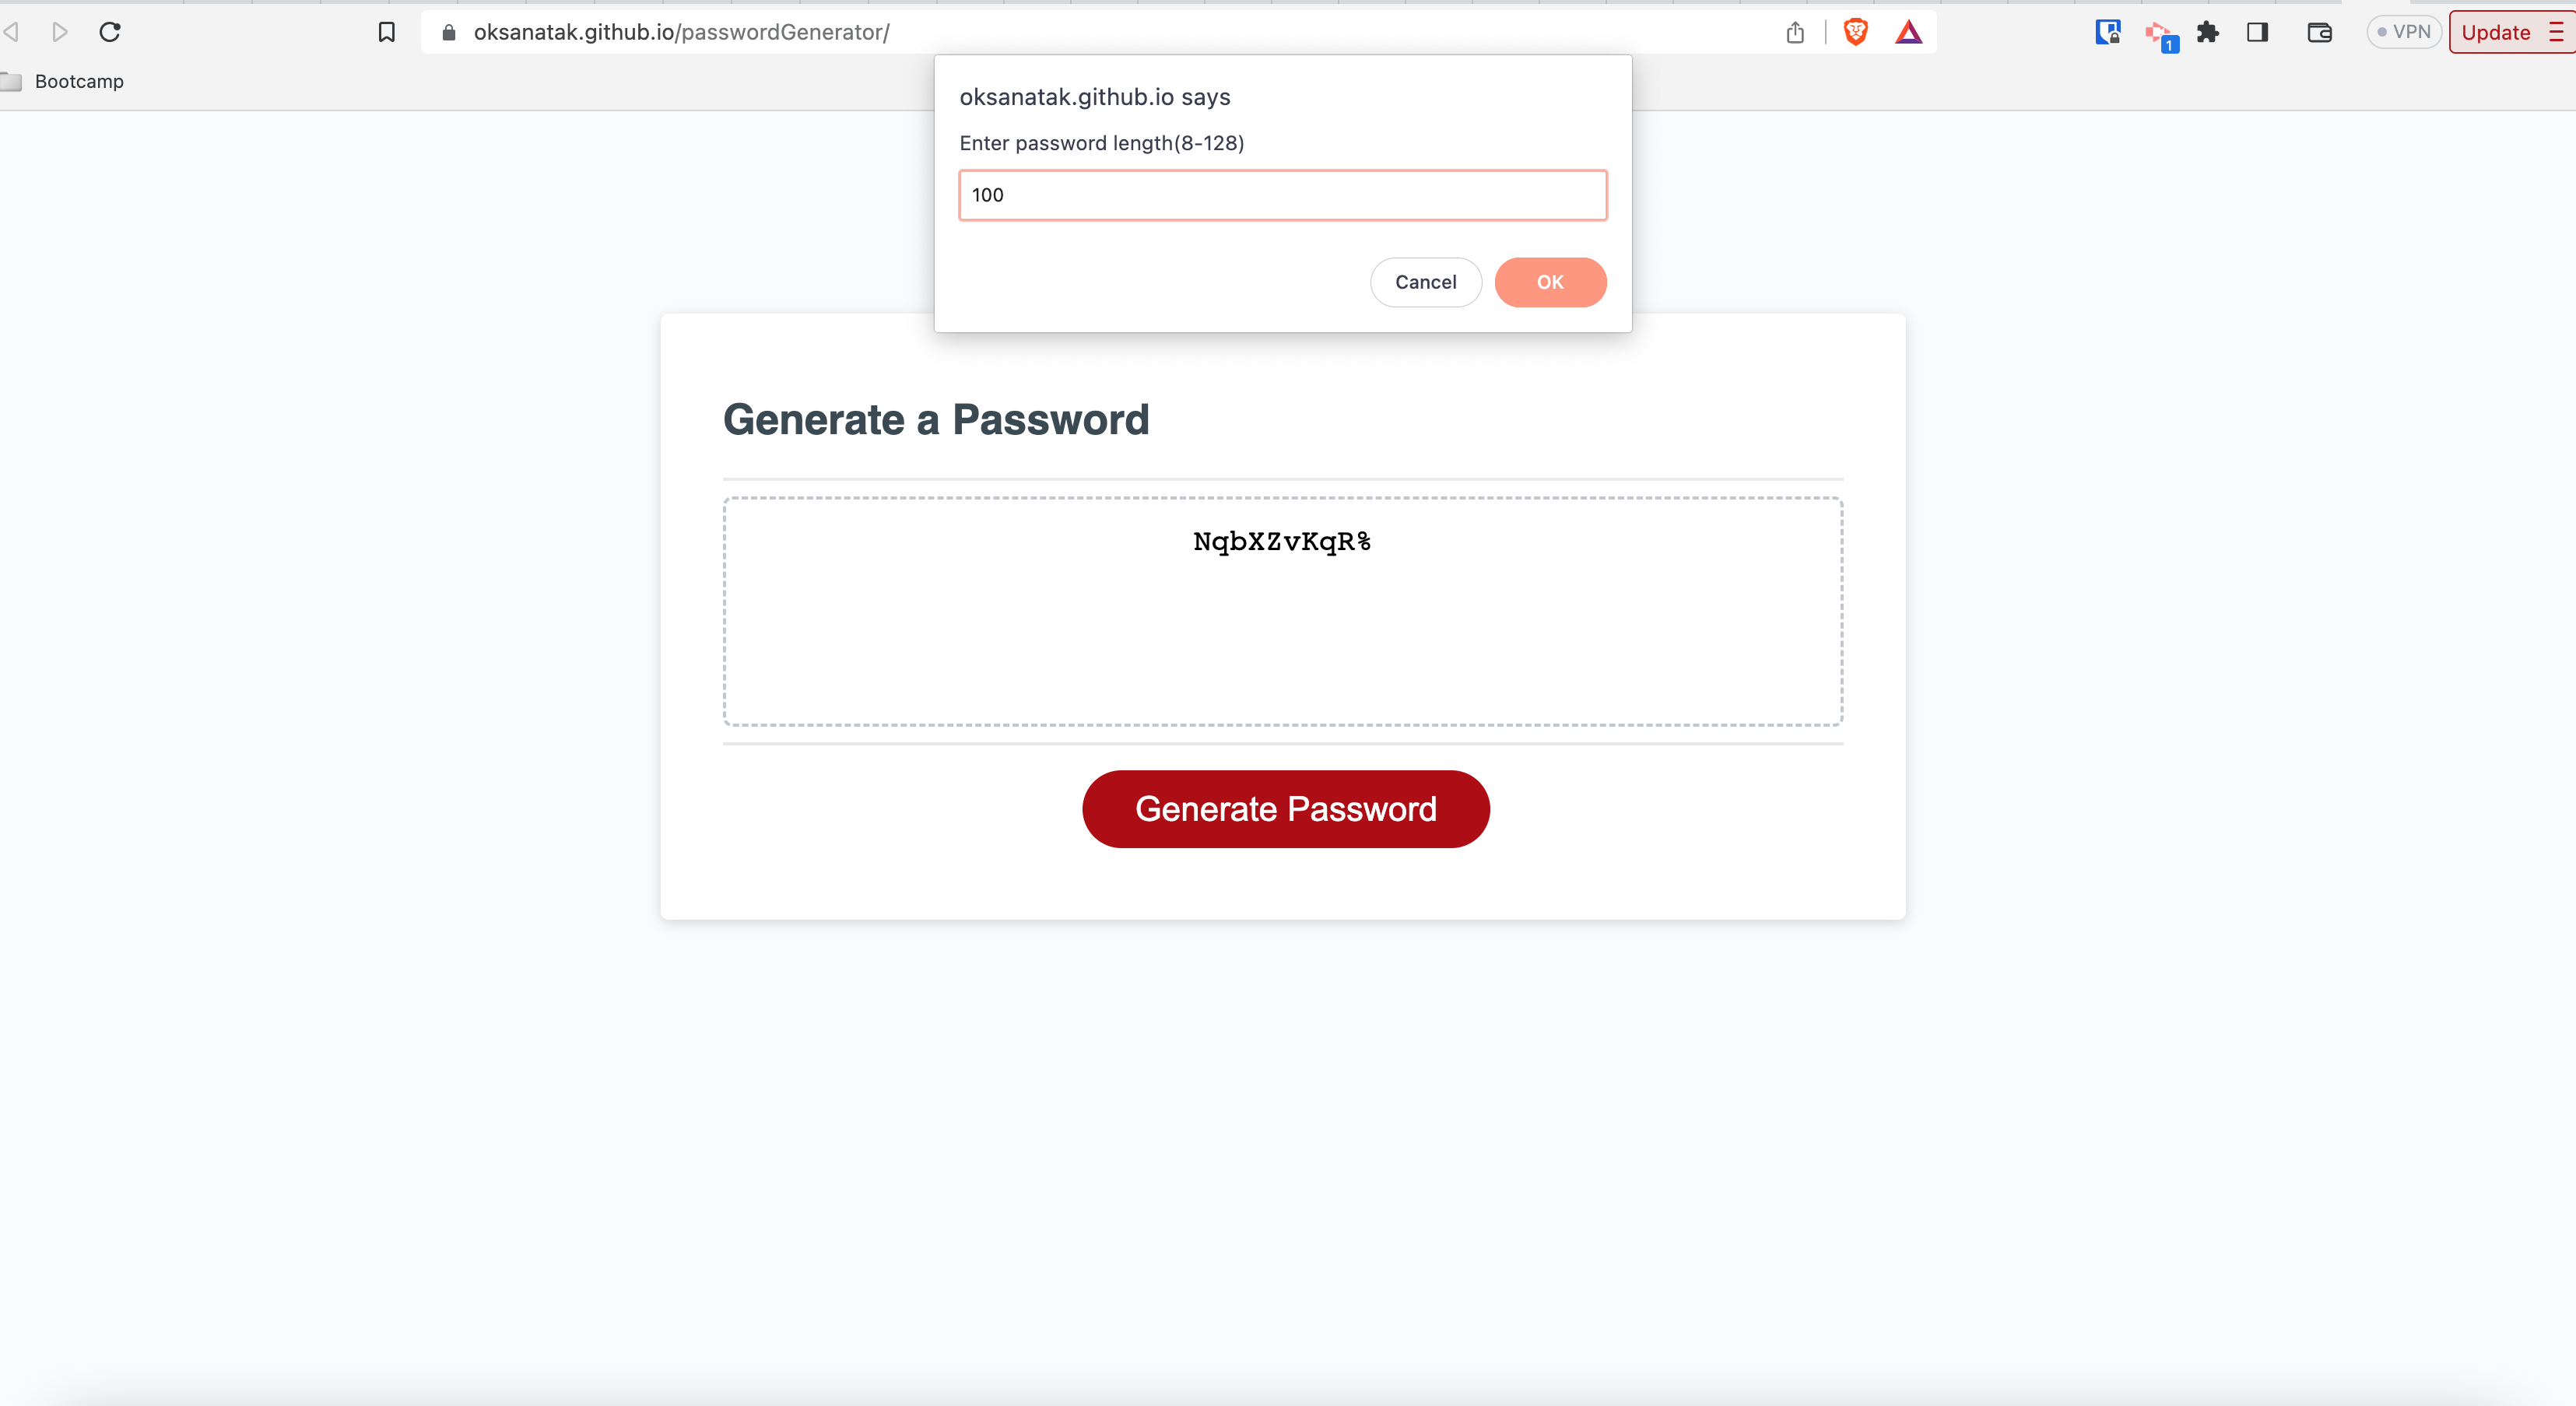 oksanatak.github.io/passwordGenerator/
1
VPN
Update
Bootcamp
oksanatak.github.io says
Enter password length(8-128)
100
Cancel
OK
Generate a Password
NqbXZvKqR%
Generate Password